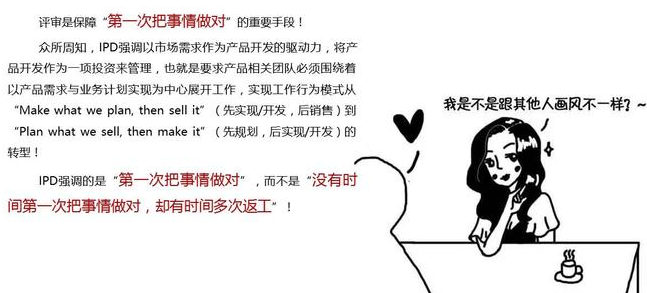 评审是保障“第一次把事情做对”的重要手段！
众所周知，IPD强调以市场需求作为产品开发的驱动力，将产
品开发作为一项投资来管理，也就是要求产品相关团队必须围绕着
以产品需求与业务计划实现为中心展开工作，实现工作行为模式从
“Make what we plan, then sell it”（先实现/开发，后销售）到
“Plan what we sell, then make it”（先规划，后实现/开发）的
转型！
IPD强调的是“第一次把事情做对”，而不是“没有时
间第一次把事情做对，却有时间多次返工”！
我是不是跟其他人画风不一样？~